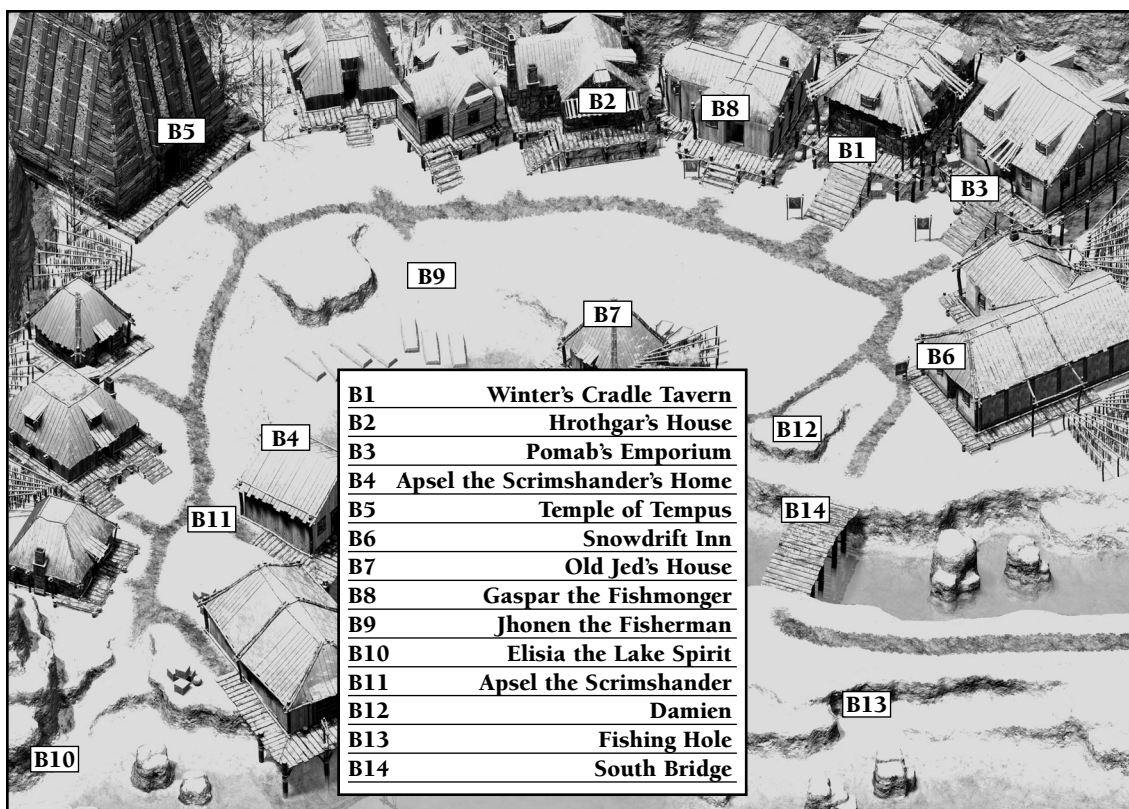 B5
B2
B8
B1
B3
B9
B7
B6
B4
B12
B11
B14
B13
B10
B1 Winter's Cradle Tavern
B2 Hrothgar's House
B3 Pomab's Emporium
B4 Apsel the Scrimshander's Home
B5 Temple of Tempus
B6 Snowdrift Inn
B7 Old Jed's House
B8 Gaspar the Fishmonger
B9 Jhonen the Fisherman
B10 Elisia the Lake Spirit
B11 Apsel the Scrimshander
B12 Damien
B13 Fishing Hole
B14 South Bridge